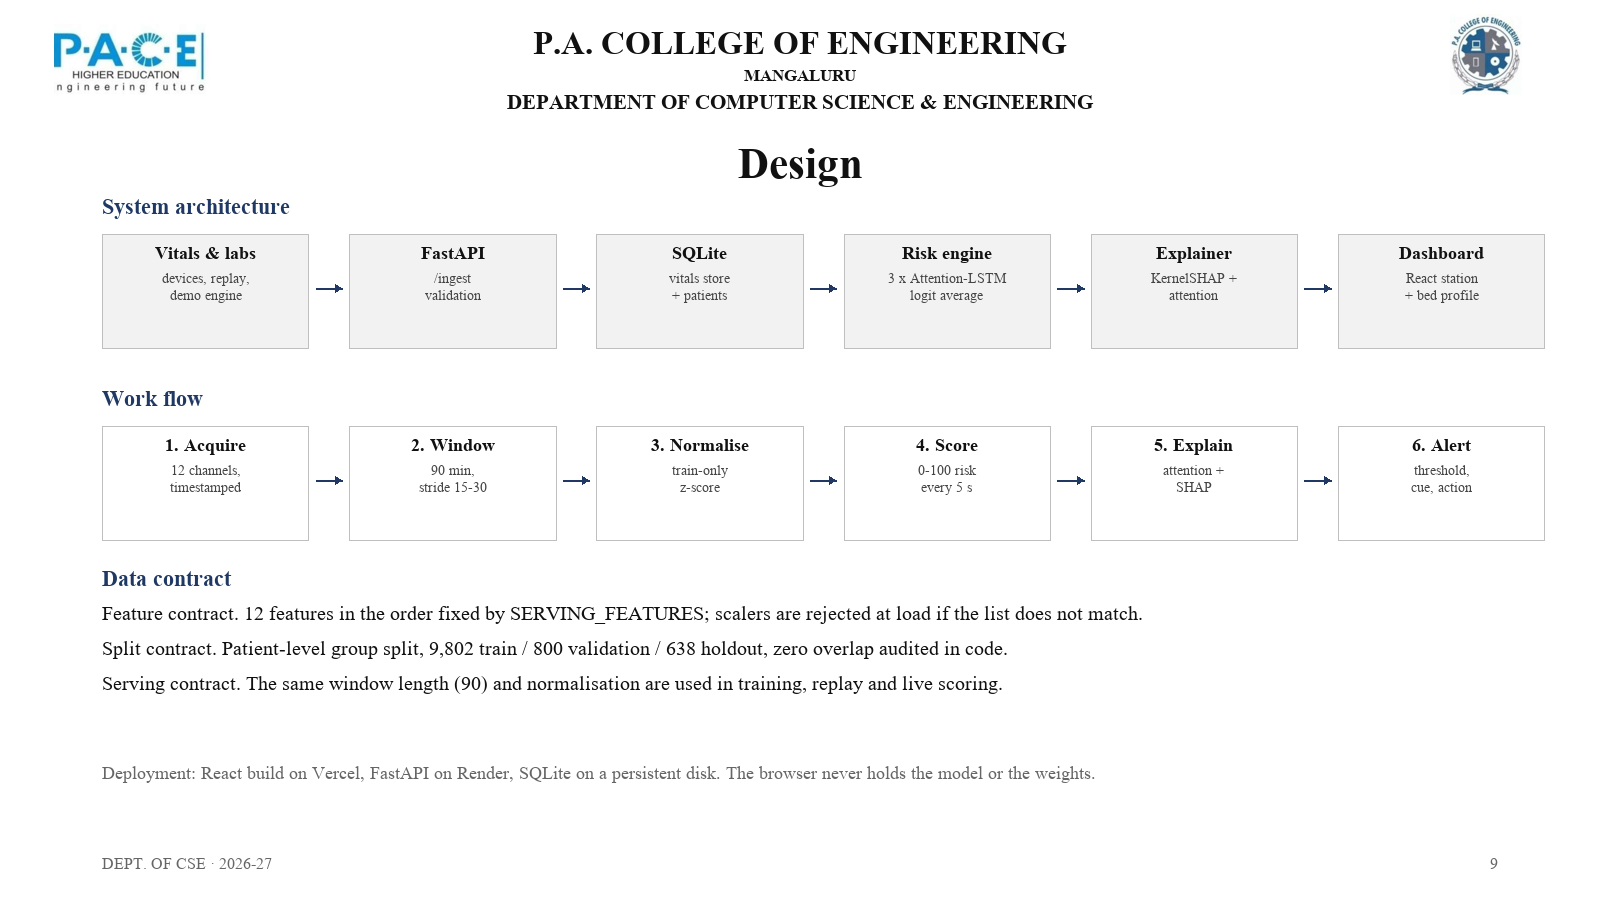 P·A·C·E
HIGHER EDUCATION
ngineering future
P.A. COLLEGE OF ENGINEERING
P.A. COLLEGE OF ENGINEERING
MANGALURU
DEPARTMENT OF COMPUTER SCIENCE & ENGINEERING
Design
System architecture
Vitals & labs
devices, replay,
demo engine
FastAPI
/ingest
validation
SQLite
vitals store
+ patients
Risk engine
3 x Attention-LSTM
logit average
Explainer
KernelSHAP +
attention
Dashboard
React station
+ bed profile
Work flow
1. Acquire
12 channels,
timestamped
2. Window
90 min,
stride 15-30
3. Normalise
train-only
z-score
4. Score
0-100 risk
every 5 s
5. Explain
attention +
SHAP
6. Alert
threshold,
cue, action
Data contract
Feature contract. 12 features in the order fixed by SERVING_FEATURES; scalers are rejected at load if the list does not match.
Split contract. Patient-level group split, 9,802 train / 800 validation / 638 holdout, zero overlap audited in code.
Serving contract. The same window length (90) and normalisation are used in training, replay and live scoring.
Deployment: React build on Vercel, FastAPI on Render, SQLite on a persistent disk. The browser never holds the model or the weights.
DEPT. OF CSE · 2026-27
9